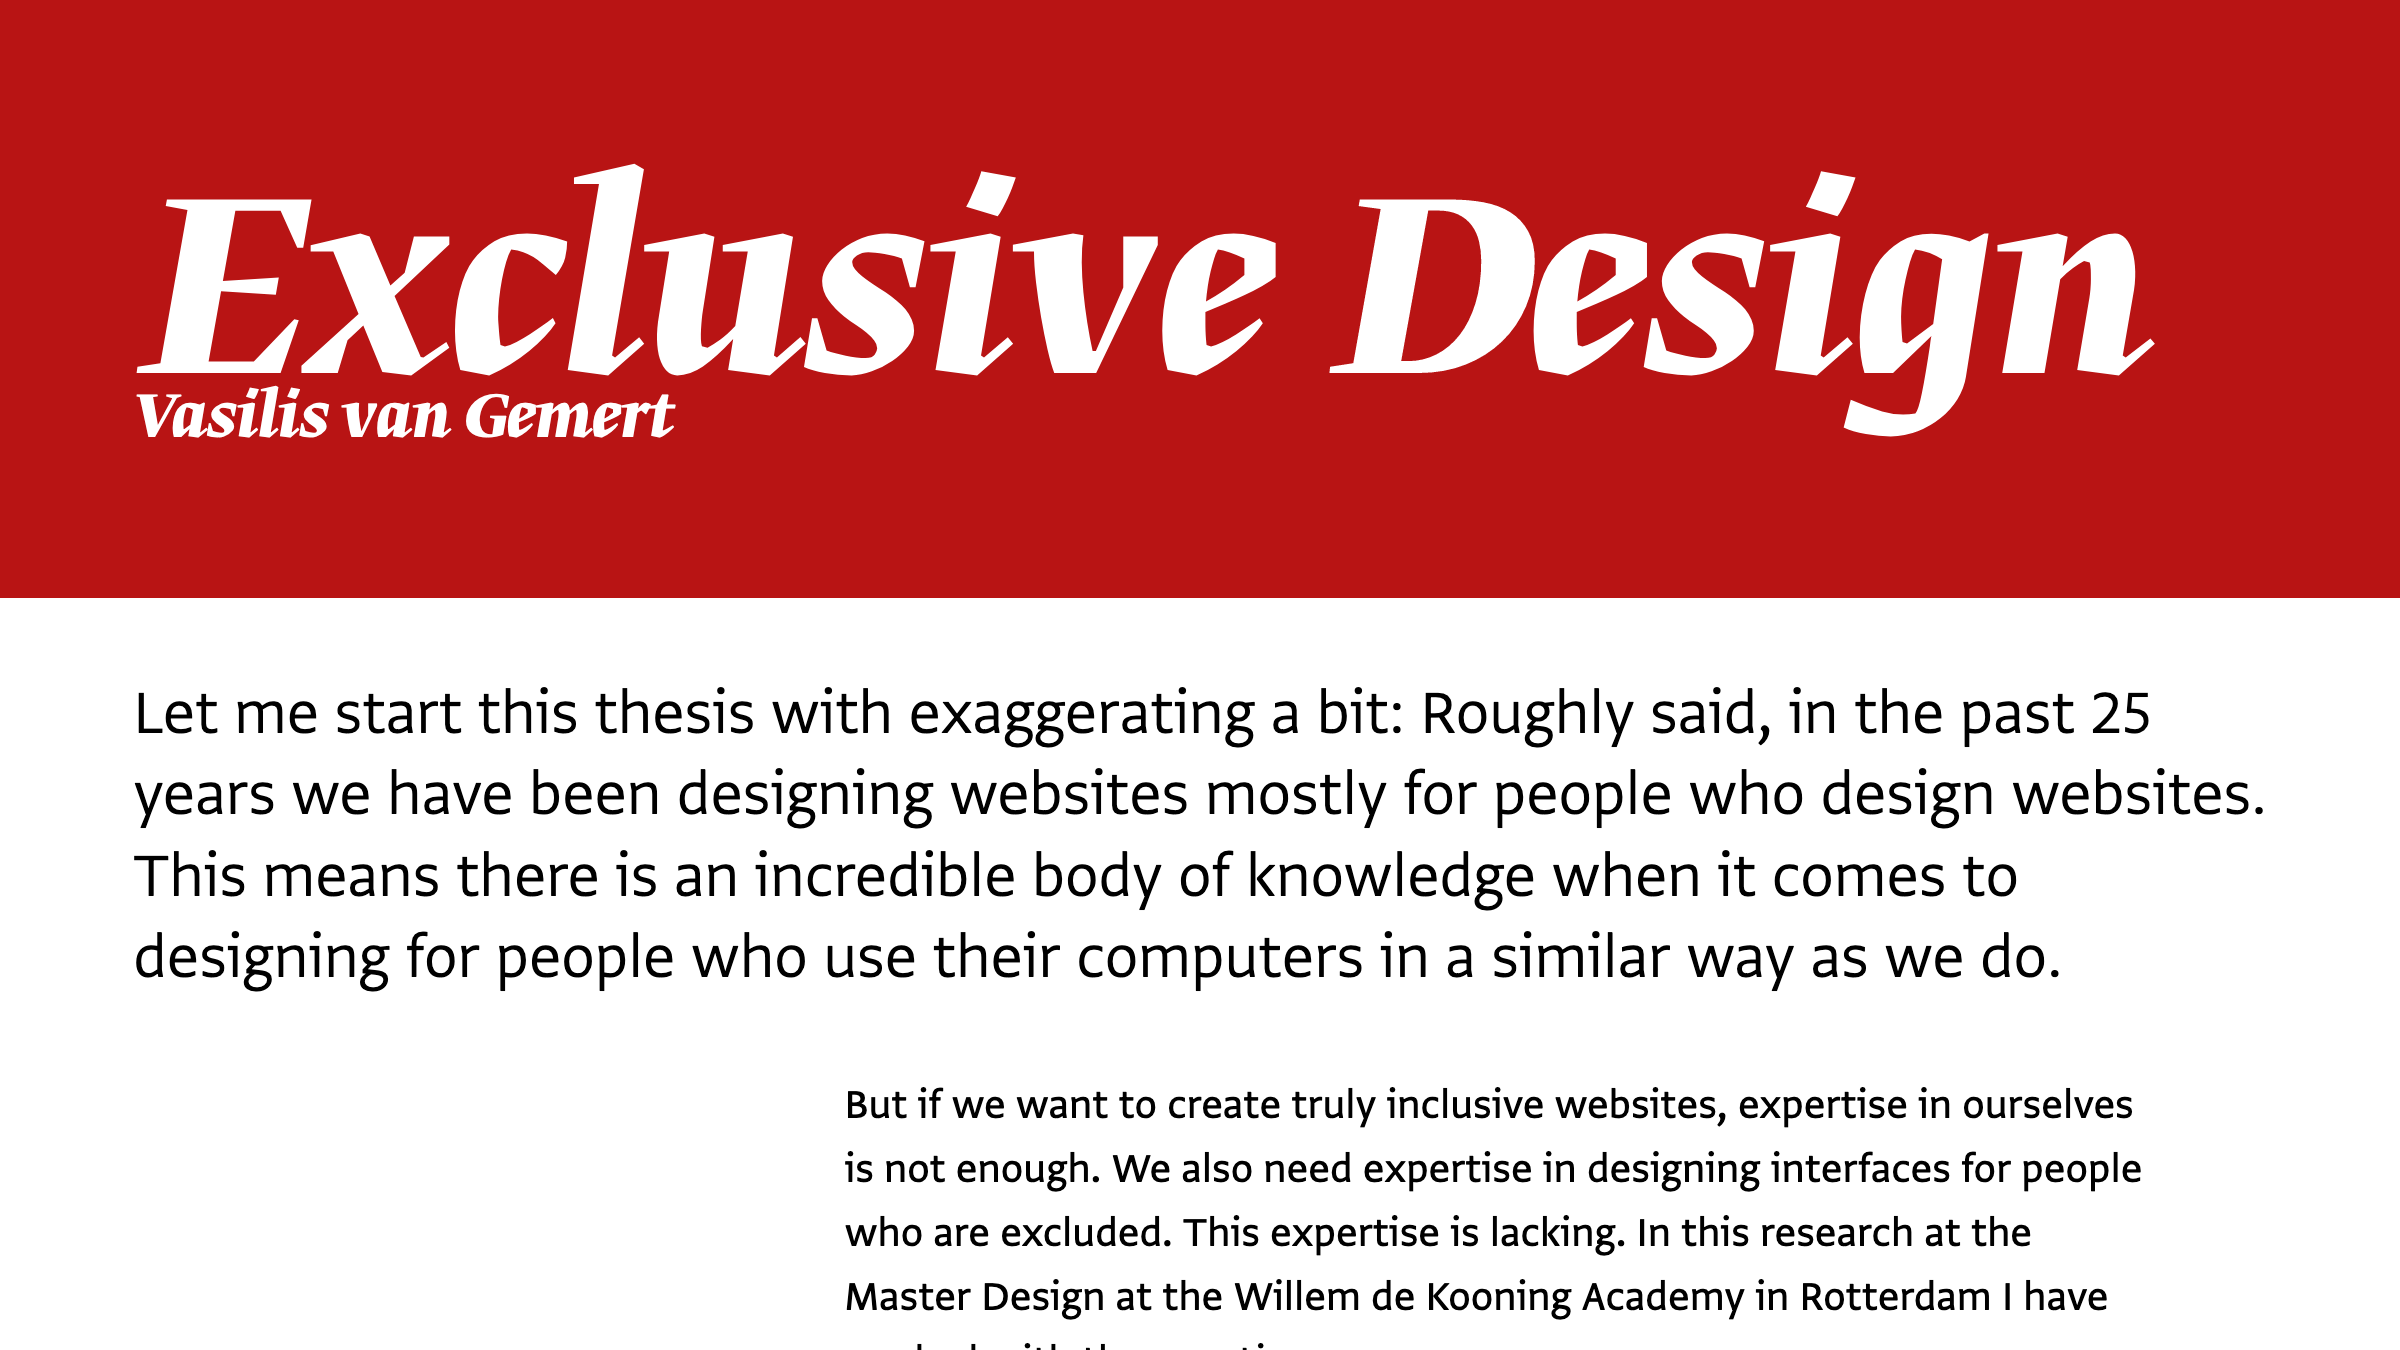 Exclusive Design
Vasilis van Gemert
Let me start this thesis with exaggerating a bit: Roughly said, in the past 25
years we have been designing websites mostly for people who design websites.
This means there is an incredible body of knowledge when it comes to
designing for people who use their computers in a similar way as we do.
But if we want to create truly inclusive websites, expertise in ourselves
is not enough. We also need expertise in designing interfaces for people
who are excluded. This expertise is lacking. In this research at the
Master Design at the Willem de Kooning Academy in Rotterdam I have